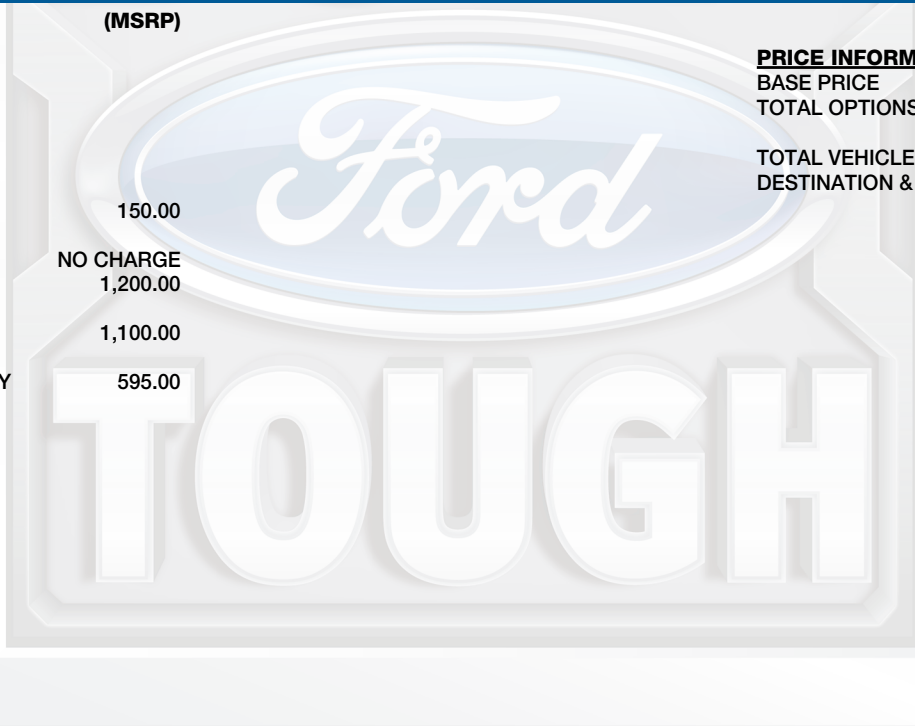 (MSRP)
150.00
NO CHARGE
1,200.00
1,100.00
Y 595.00
PRICE INFORM
BASE PRICE
TOTAL OPTIONS
TOTAL VEHICLE
DESTINATION &
Ford
TOUGH